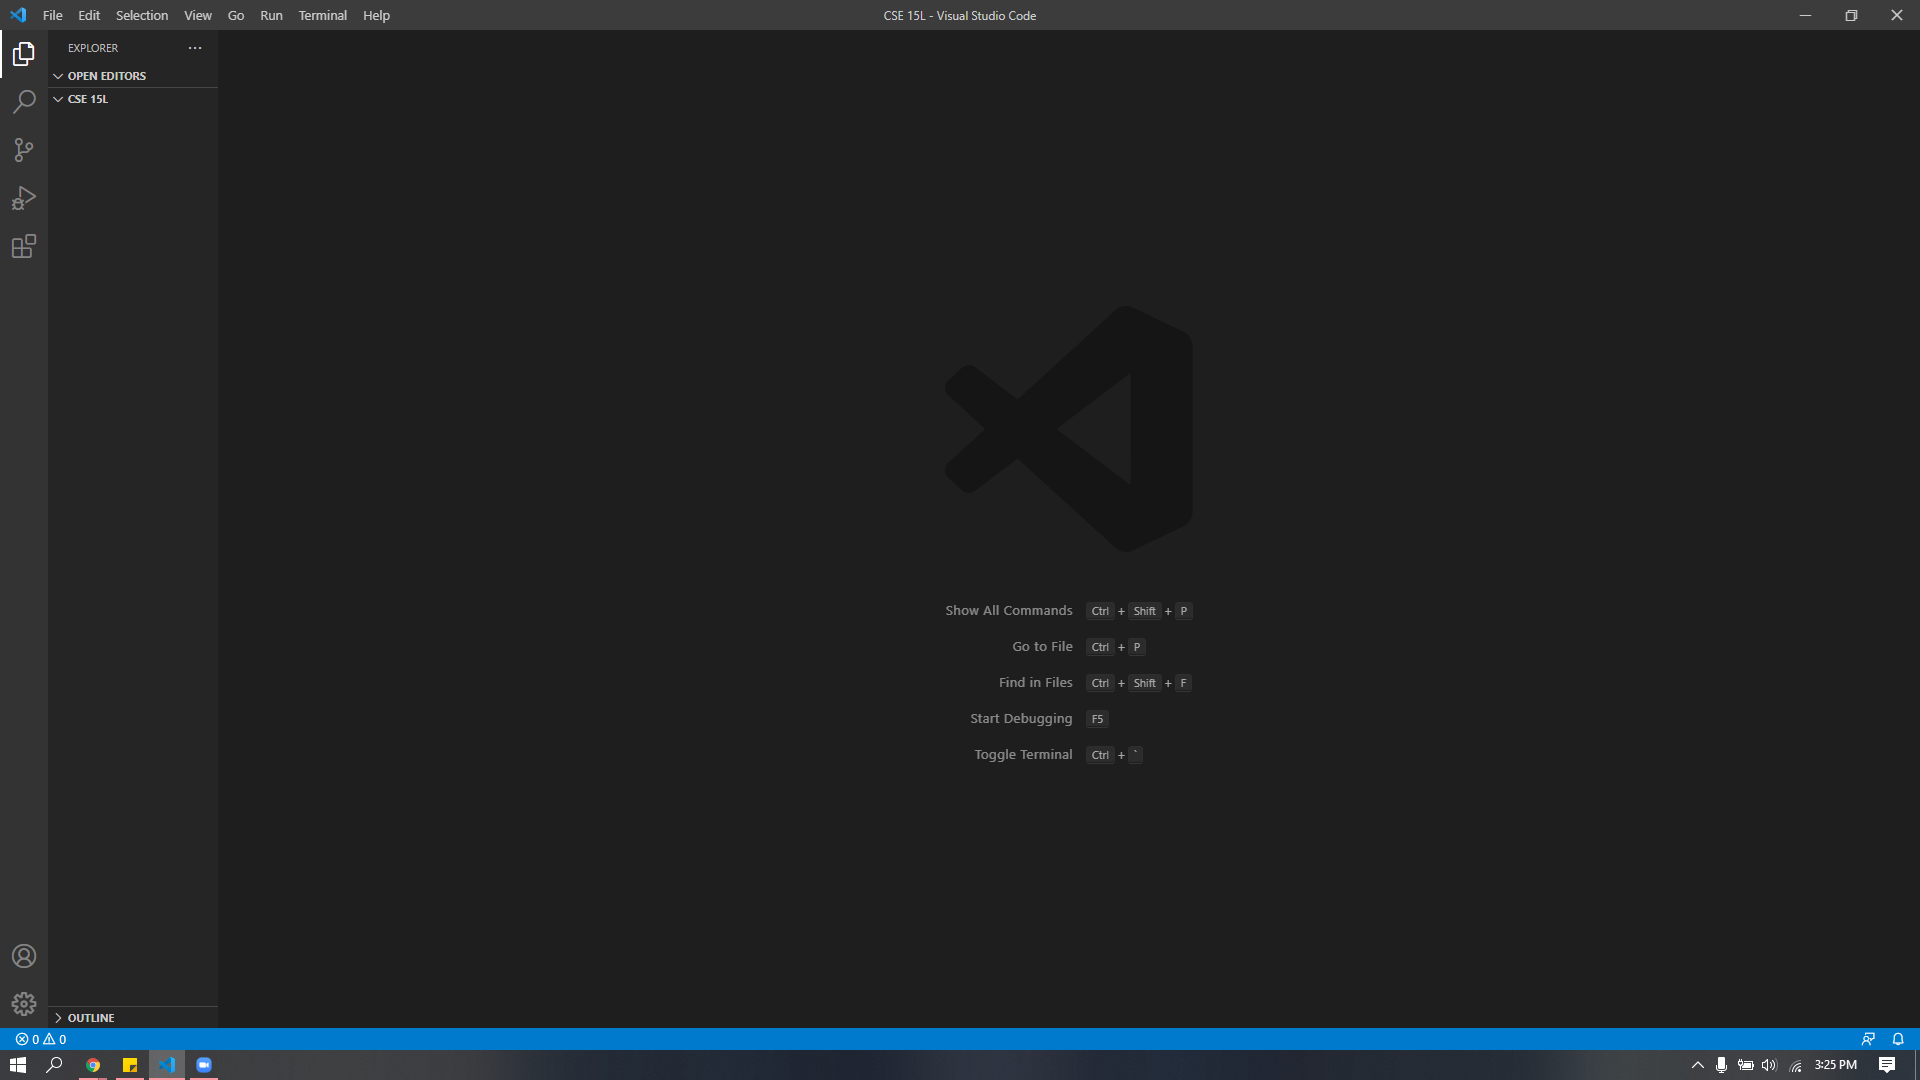 File Edit Selection View Go Run Terminal Help
CSE 15L - Visual Studio Code
EXPLORER
OPEN EDITORS
CSE 15L
Show All Commands Ctrl + Shift + P
Go to File Ctrl + P
Find in Files Ctrl + Shift + F
Start Debugging F5
Toggle Terminal Ctrl + `
OUTLINE
0 0
3:25 PM